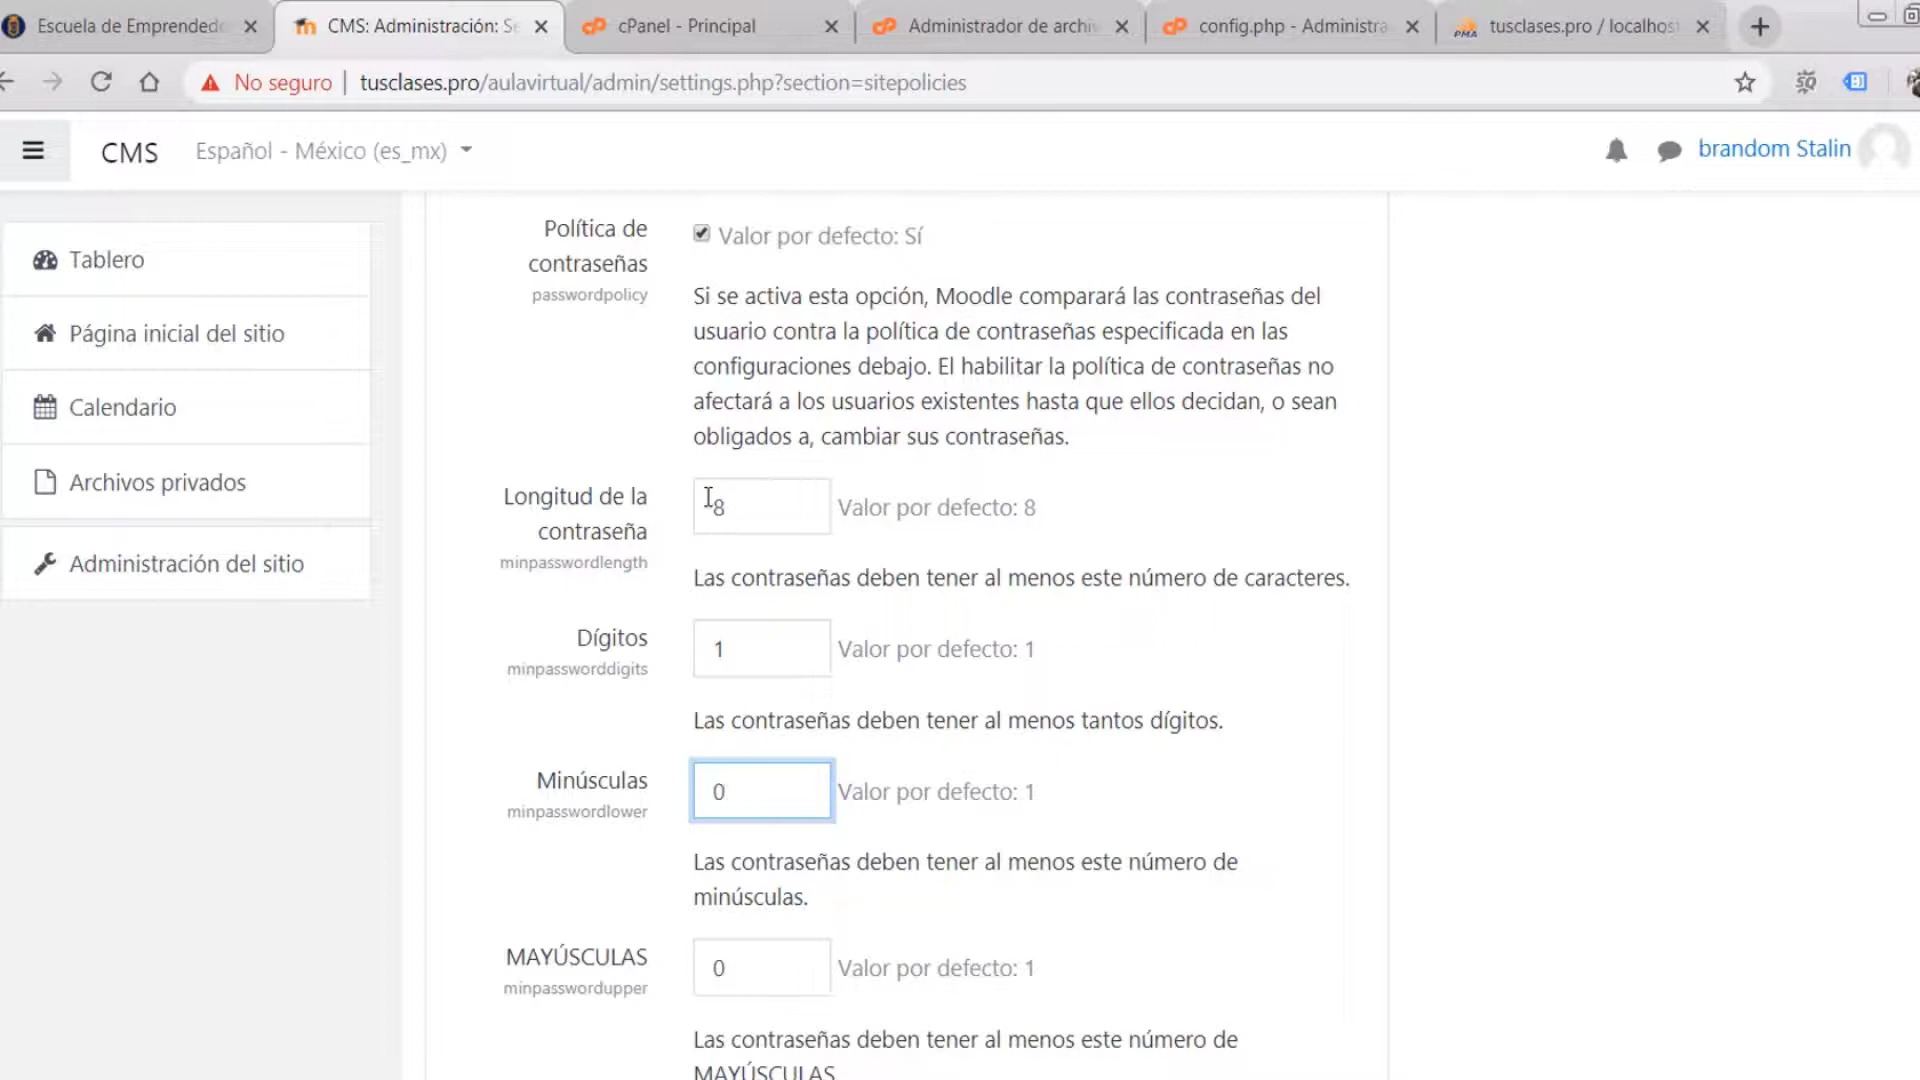 Escuela de Emprendedo
CMS: Administración: Se
cPanel - Principal
Administrador de archiv
config.php - Administra
PMA
tusclases.pro / localhost
No seguro
tusclases.pro/aulavirtual/admin/settings.php?section=sitepolicies
CMS
Español - México (es_mx)
brandom Stalin
Tablero
Página inicial del sitio
Calendario
Archivos privados
Administración del sitio
Política de
contraseñas
passwordpolicy
Valor por defecto: Sí
Si se activa esta opción, Moodle comparará las contraseñas del
usuario contra la política de contraseñas especificada en las
configuraciones debajo. El habilitar la política de contraseñas no
afectará a los usuarios existentes hasta que ellos decidan, o sean
obligados a, cambiar sus contraseñas.
Longitud de la
contraseña
minpasswordlength
8
Valor por defecto: 8
Las contraseñas deben tener al menos este número de caracteres.
Dígitos
minpassworddigits
1
Valor por defecto: 1
Las contraseñas deben tener al menos tantos dígitos.
Minúsculas
minpasswordlower
0
Valor por defecto: 1
Las contraseñas deben tener al menos este número de
minúsculas.
MAYÚSCULAS
minpasswordupper
0
Valor por defecto: 1
Las contraseñas deben tener al menos este número de
MAYÚSCULAS